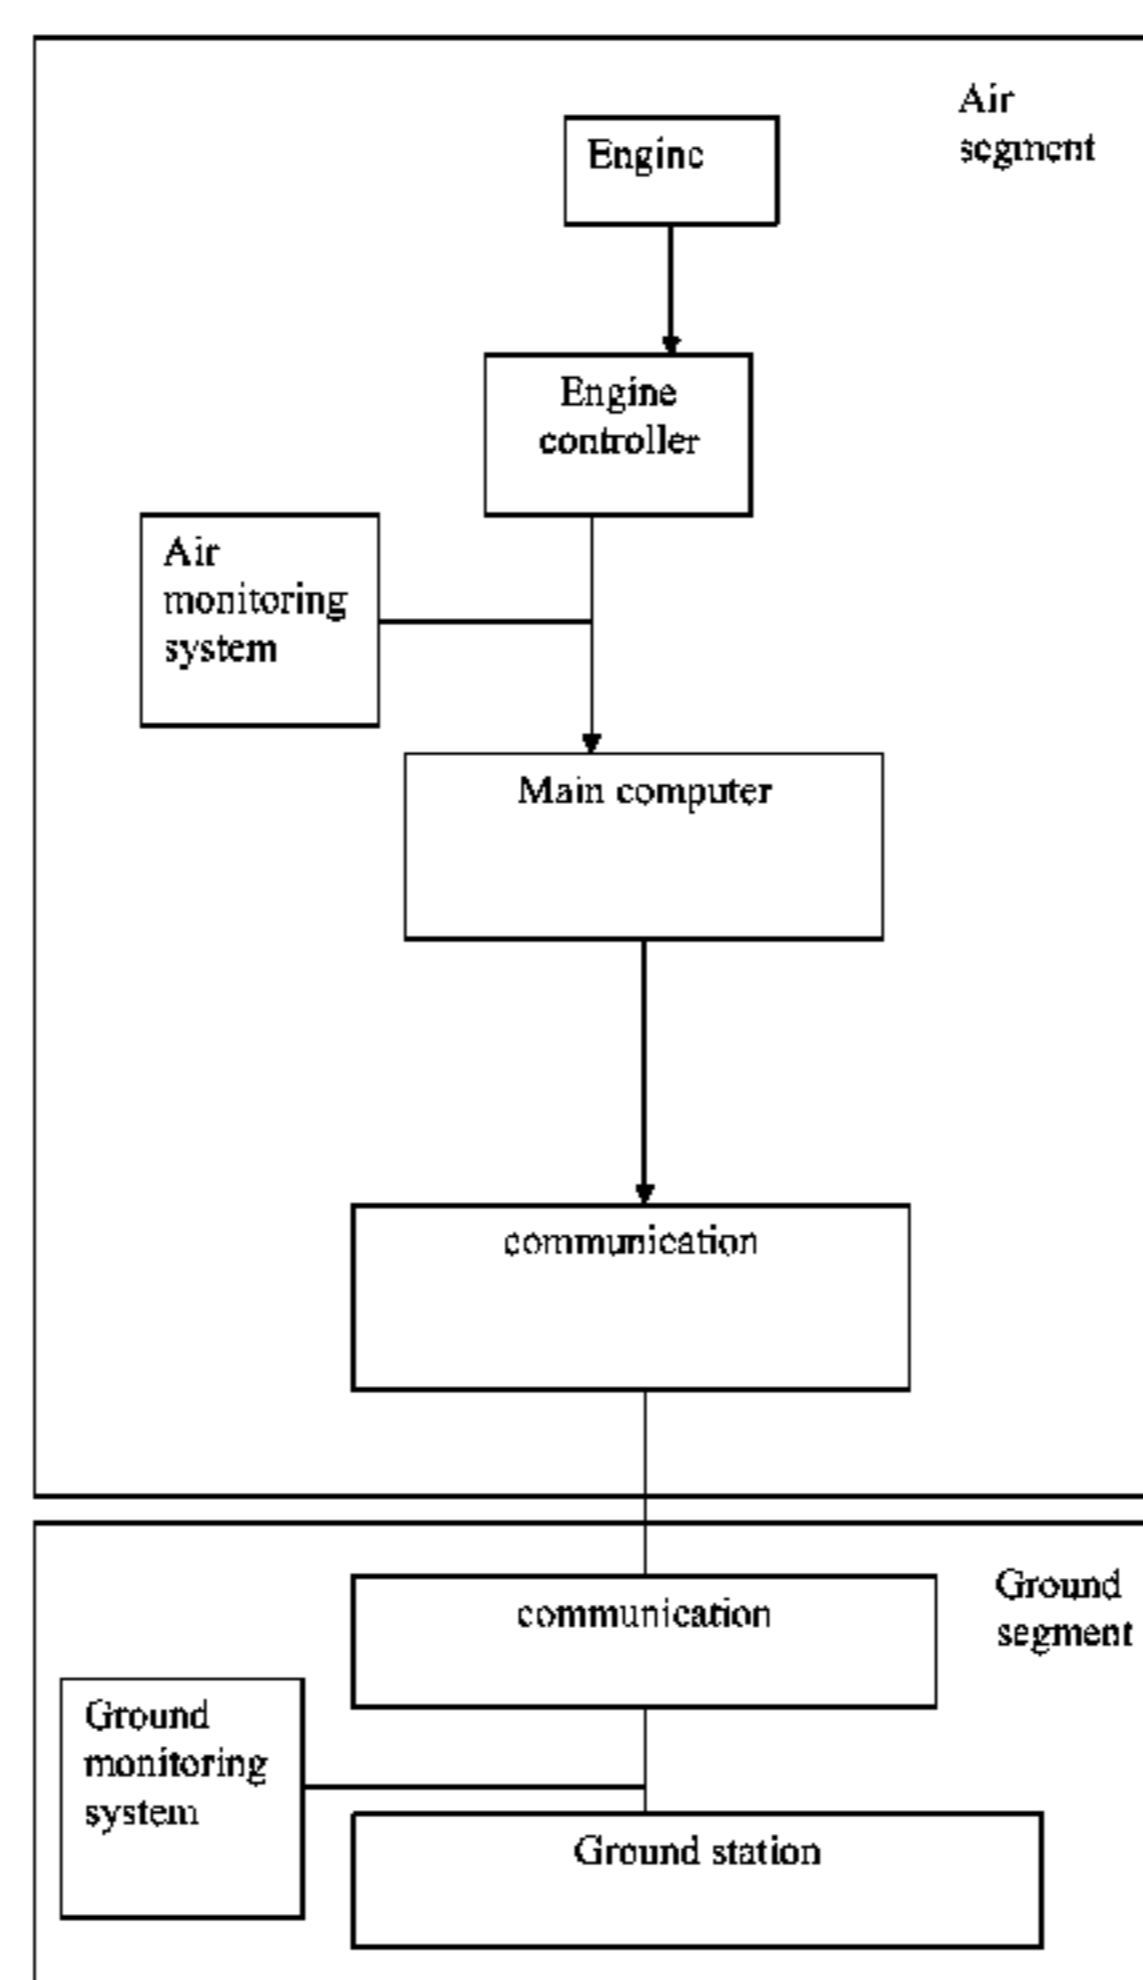 Air
segment
Engine
Engine
controller
Air
monitoring
system
Main computer
communication
communication
Ground
segment
Ground
monitoring
system
Ground station